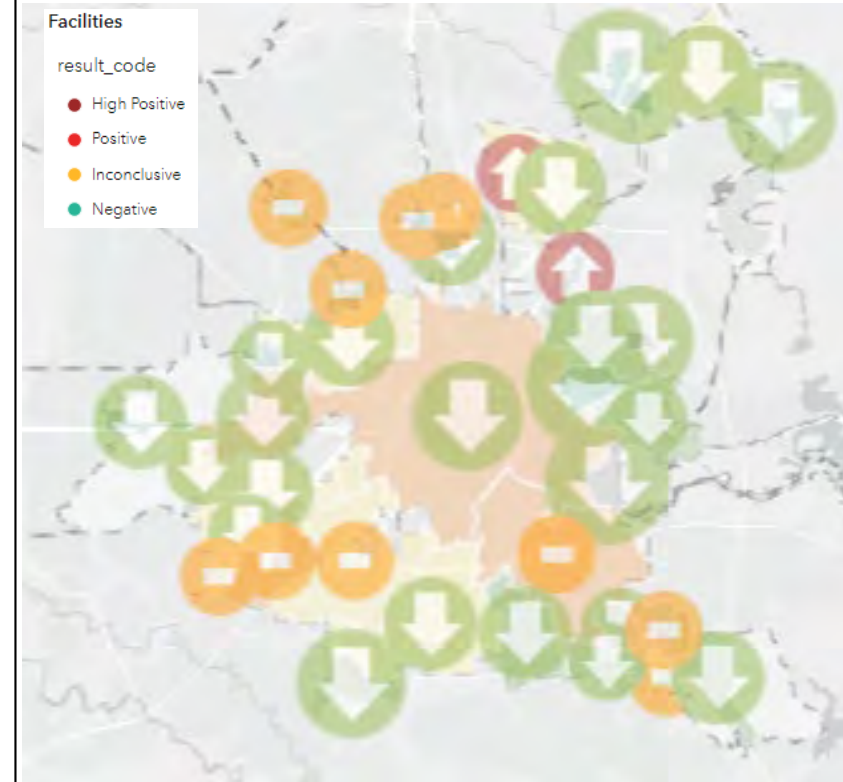 Facilities
result_code
High Positive
Positive
Inconclusive
Negative